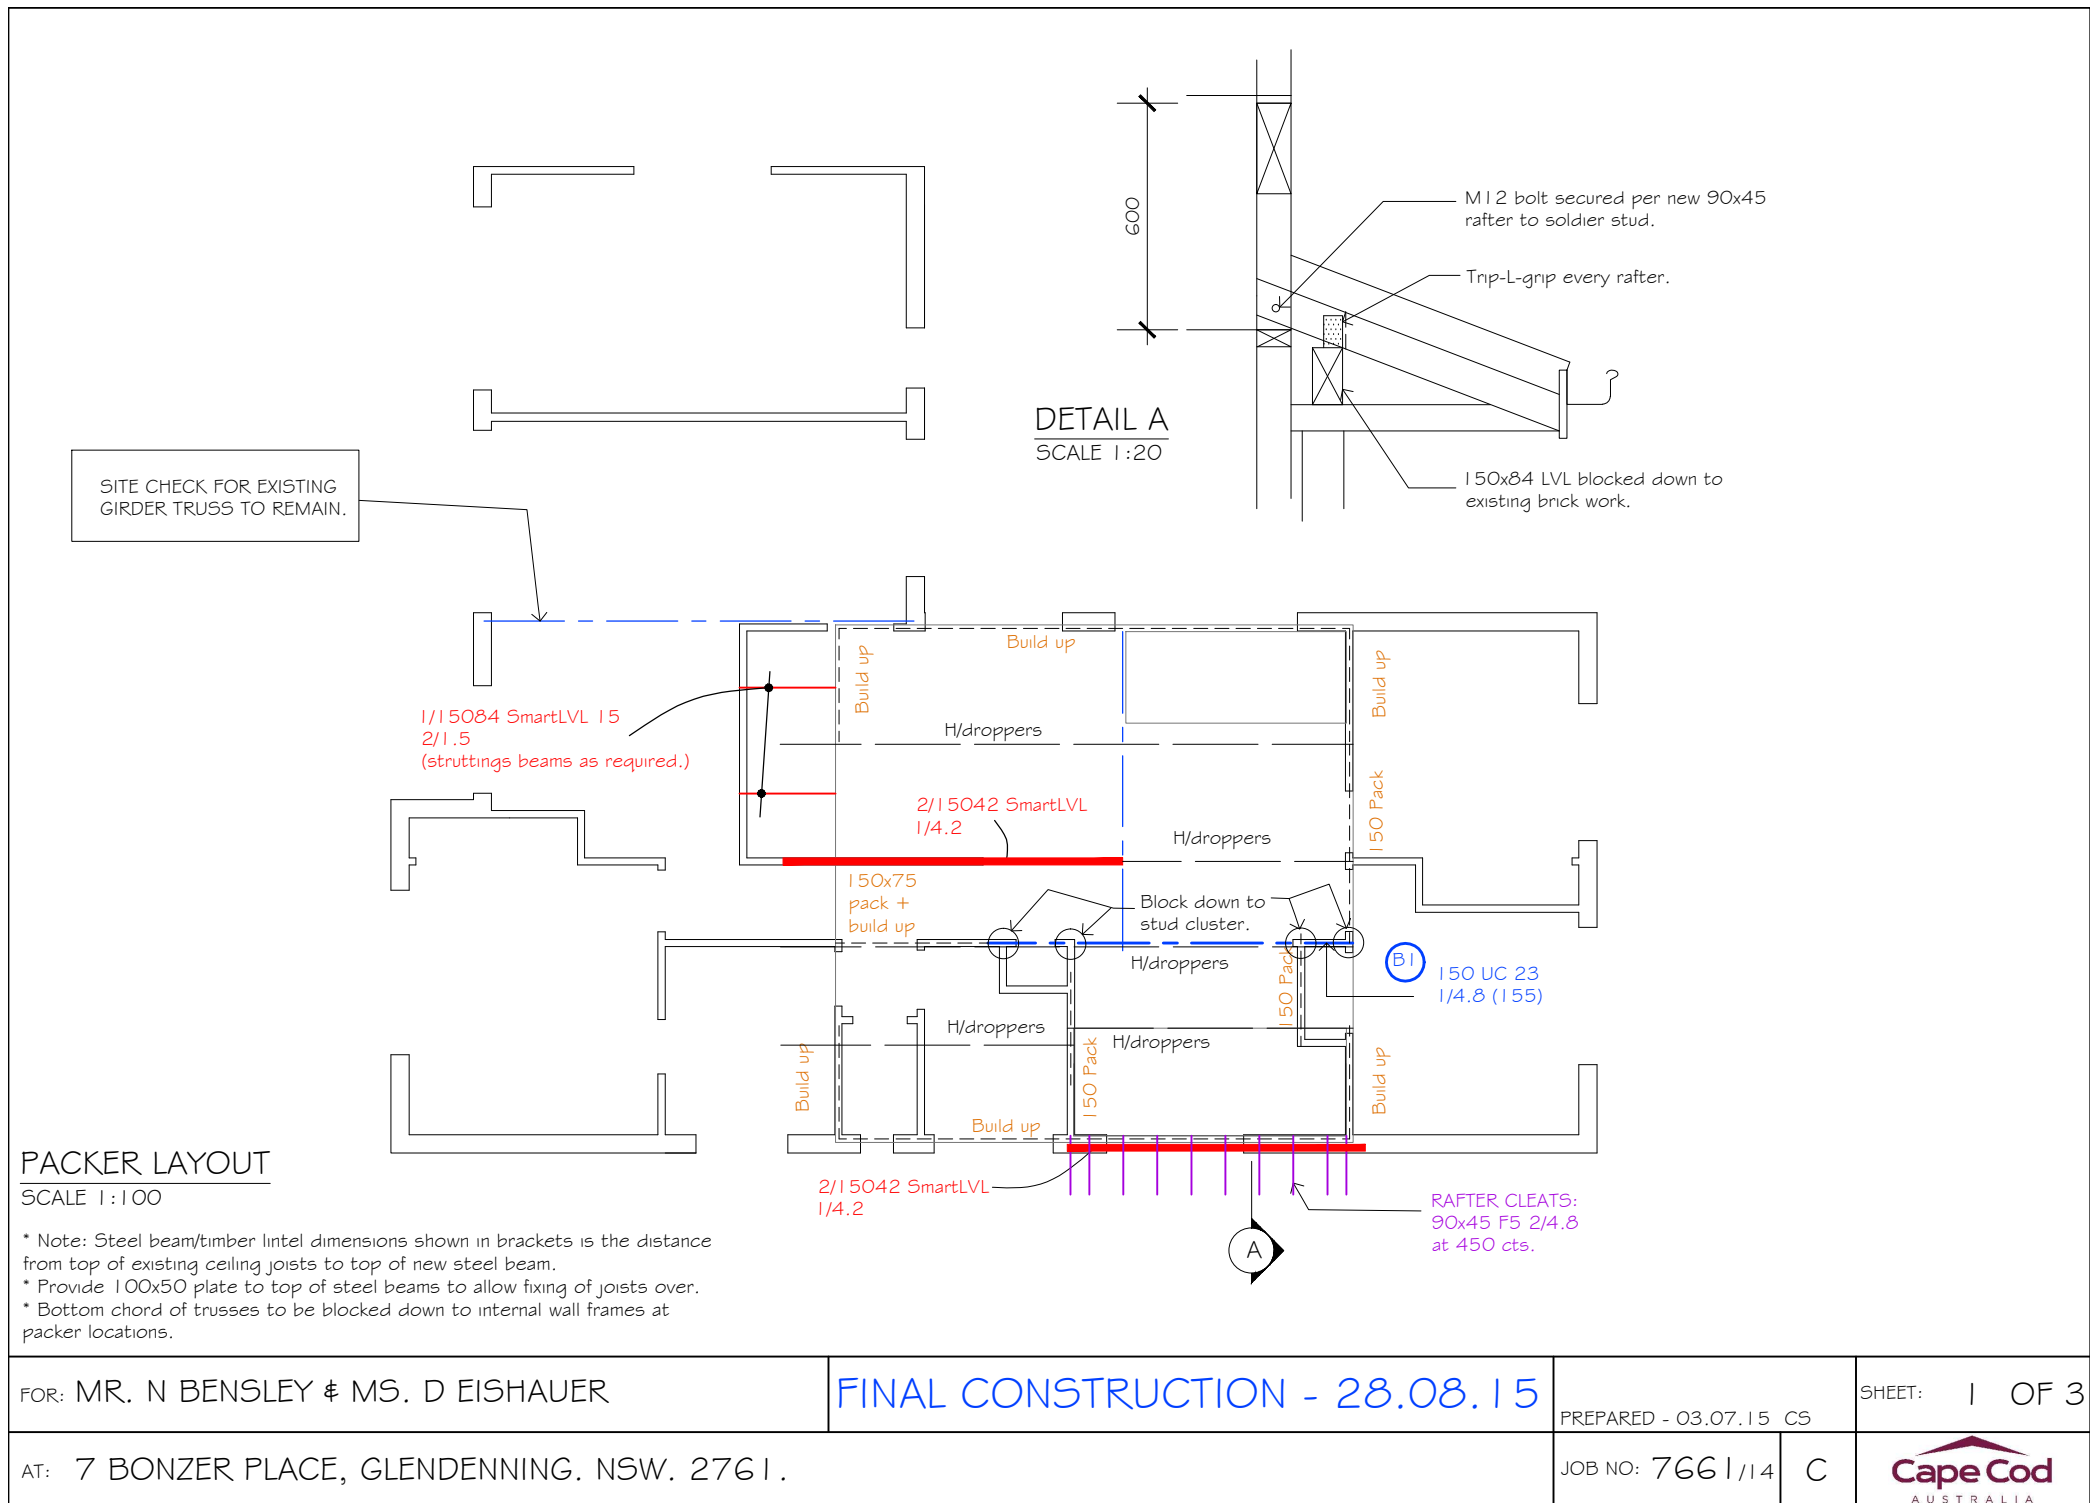 600
M12 bolt secured per new 90x45
rafter to soldier stud.
Trip-L-grip every rafter.
DETAIL A
SCALE 1:20
150x84 LVL blocked down to
existing brick work.
SITE CHECK FOR EXISTING
GIRDER TRUSS TO REMAIN.
Build up
Build up
Build up
1/15084 SmartLVL 15
2/1.5
(struttings beams as required.)
H/droppers
150 Pack
2/15042 SmartLVL
1/4.2
H/droppers
150x75
pack +
build up
Block down to
stud cluster.
H/droppers
150 Pack
B1
150 UC 23
1/4.8 (155)
H/droppers
H/droppers
Build up
150 Pack
Build up
Build up
PACKER LAYOUT
SCALE 1:100
2/15042 SmartLVL
1/4.2
RAFTER CLEATS:
90x45 F5 2/4.8
at 450 cts.
A
* Note: Steel beam/timber lintel dimensions shown in brackets is the distance
from top of existing ceiling joists to top of new steel beam.
* Provide 100x50 plate to top of steel beams to allow fixing of joists over.
* Bottom chord of trusses to be blocked down to internal wall frames at
packer locations.
FOR: MR. N BENSLEY & MS. D EISHAUER
FINAL CONSTRUCTION - 28.08.15
PREPARED - 03.07.15 CS
SHEET: 1 OF 3
AT: 7 BONZER PLACE, GLENDENNING. NSW. 2761.
JOB NO: 7661/14 C
Cape Cod
AUSTRALIA